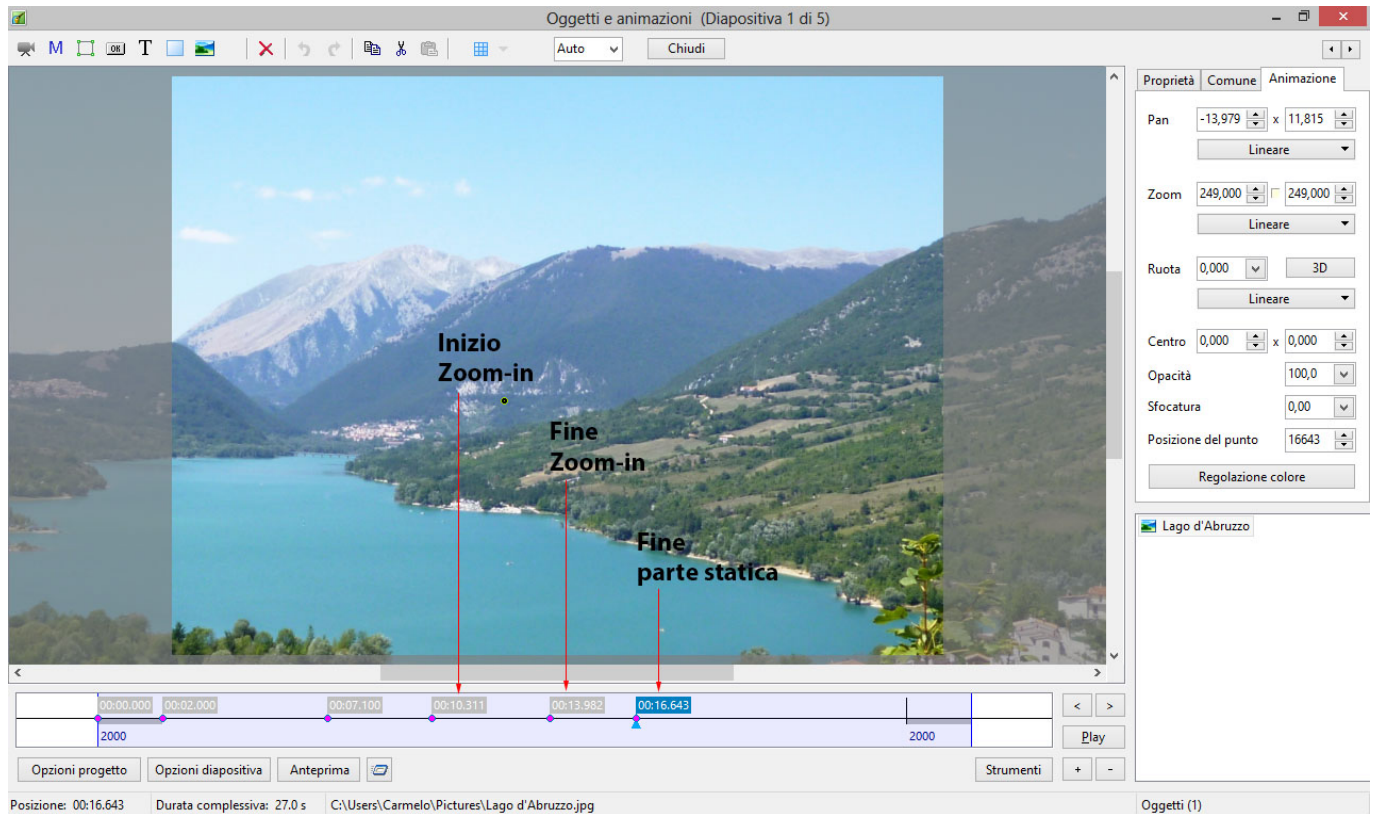 Oggetti e animazioni (Diapositiva 1 di 5)
M OK T Auto Chiudi
Proprietà Comune Animazione
Pan -13,979 x 11,815
Lineare
Zoom 249,000 249,000
Lineare
Ruota 0,000 3D
Lineare
Centro 0,000 x 0,000
Opacità 100,0
Sfocatura 0,00
Posizione del punto 16643
Regolazione colore
Lago d'Abruzzo
Inizio
Zoom-in
Fine
Zoom-in
Fine
parte statica
00:00.000 00:02.000 00:07.100 00:10.311 00:13.982 00:16.643
2000 2000
< >
Play
Opzioni progetto Opzioni diapositiva Anteprima Strumenti + -
Posizione: 00:16.643 Durata complessiva: 27.0 s C:\Users\Carmelo\Pictures\Lago d'Abruzzo.jpg Oggetti (1)